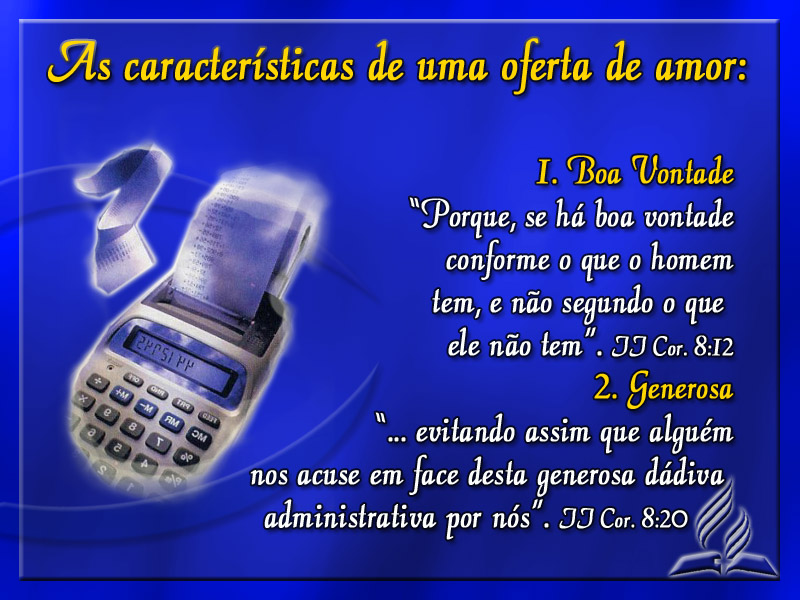 As características de uma oferta de amor:
1. Boa Vontade
"Porque, se há boa vontade
conforme o que o homem
tem, e não segundo o que
ele não tem". II Cor. 8:12
2. Generosa
"... evitando assim que alguém
nos acuse em face desta generosa dádiva
administrativa por nós". II Cor. 8:20